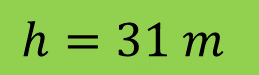 h = 31 m